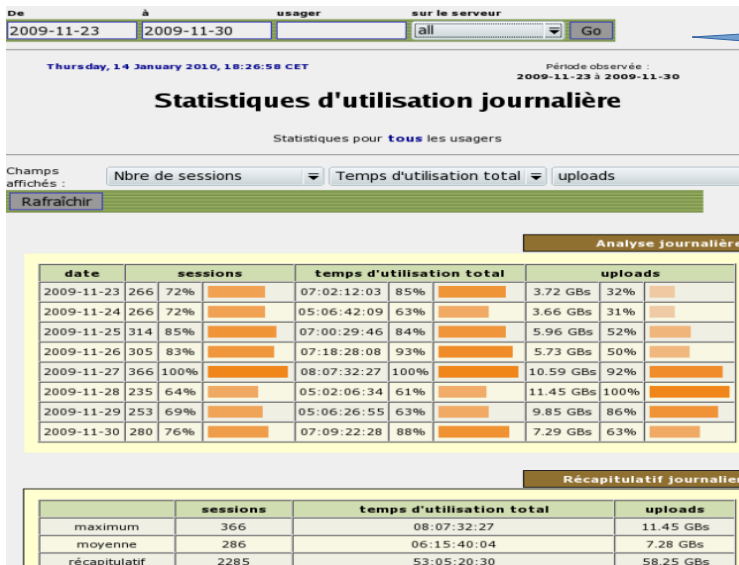 De à usager sur le serveur
2009-11-23 2009-11-30 all Go
Thursday, 14 January 2010, 18:26:58 CET
Période observée :
2009-11-23 à 2009-11-30
Statistiques d'utilisation journalière
Statistiques pour tous les usagers
Champs affichés : Nbre de sessions Temps d'utilisation total uploads
Rafraîchir
Analyse journalière
date sessions temps d'utilisation total uploads
2009-11-23 266 72% 07:02:12:03 85% 3.72 GBs 32%
2009-11-24 266 72% 05:06:42:09 63% 3.66 GBs 31%
2009-11-25 314 85% 07:00:29:46 84% 5.96 GBs 52%
2009-11-26 305 83% 07:18:28:08 93% 5.73 GBs 50%
2009-11-27 366 100% 08:07:32:27 100% 10.59 GBs 92%
2009-11-28 235 64% 05:02:06:34 61% 11.45 GBs 100%
2009-11-29 253 69% 05:06:26:55 63% 9.85 GBs 86%
2009-11-30 280 76% 07:09:22:28 88% 7.29 GBs 63%
Récapitulatif journalier
sessions temps d'utilisation total uploads
maximum 366 08:07:32:27 11.45 GBs
moyenne 286 06:15:40:04 7.28 GBs
récapitulatif 2285 53:05:20:30 58.25 GBs